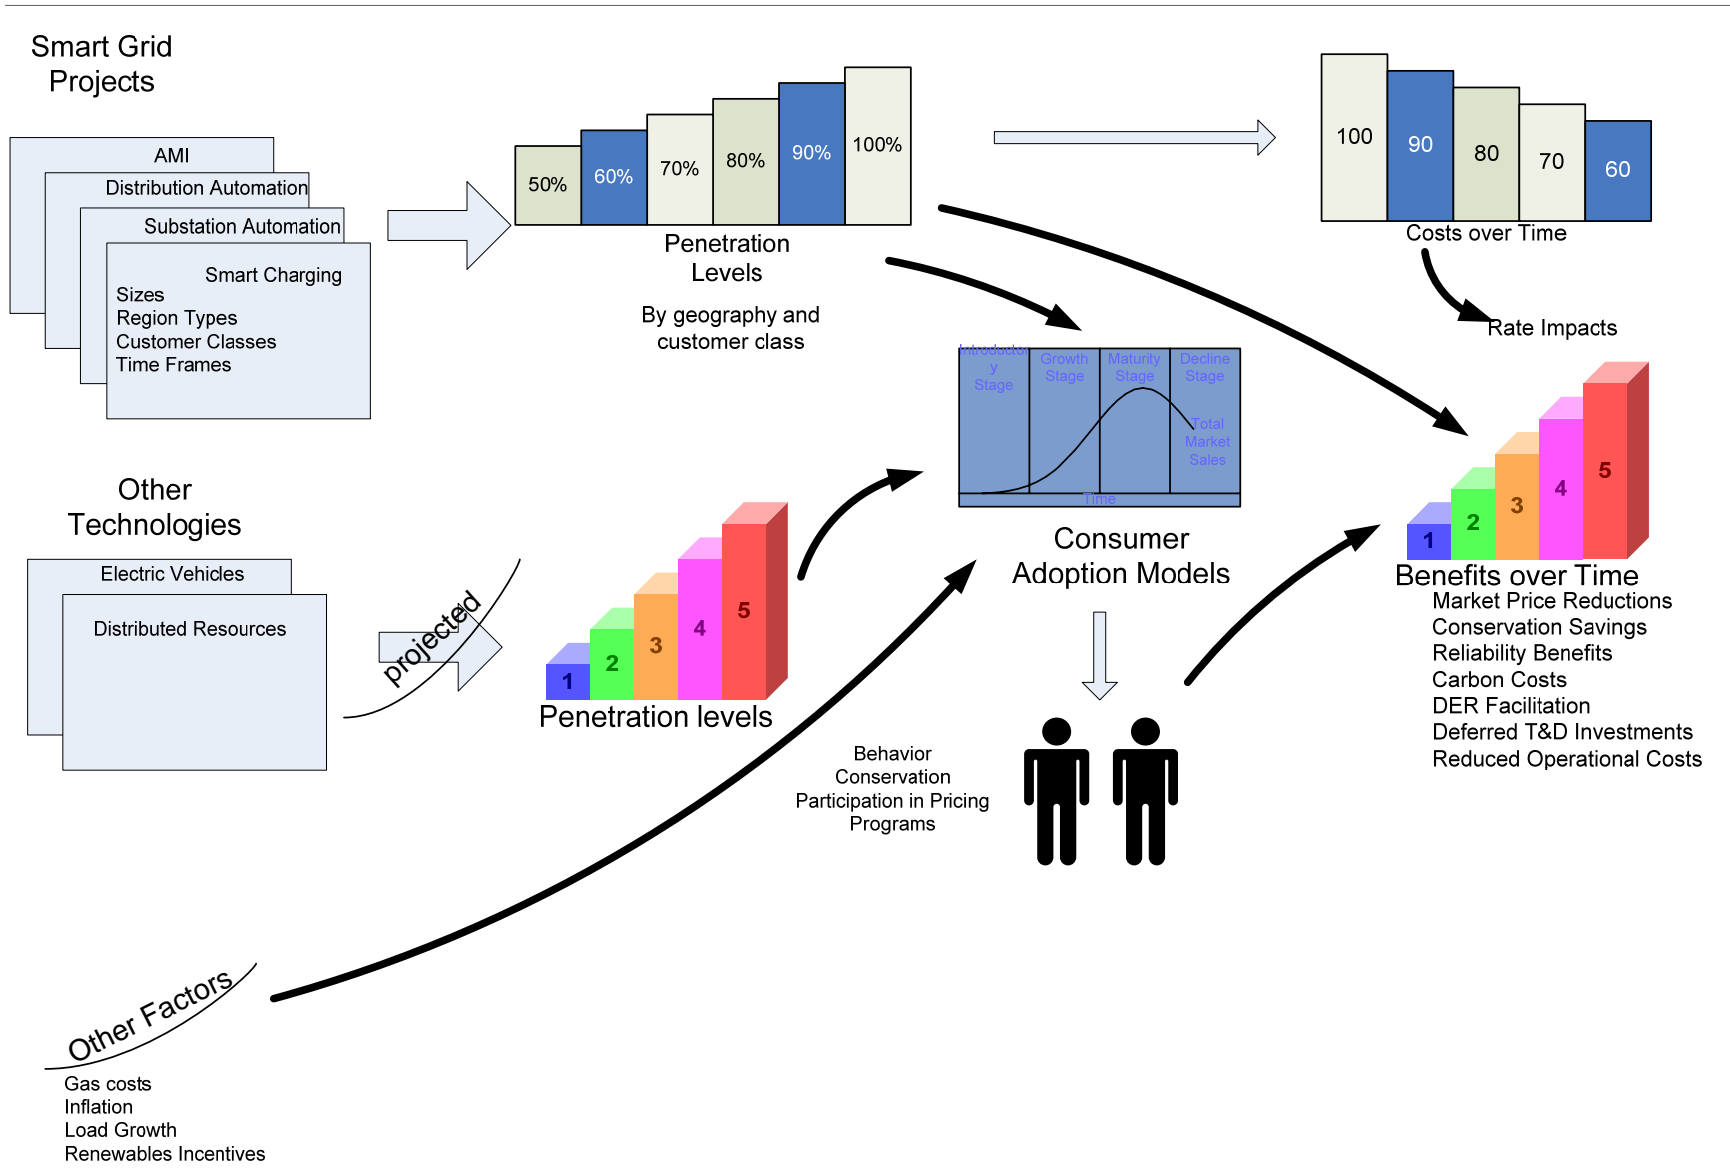 Smart Grid
Projects
AMI
Distribution Automation
Substation Automation
Smart Charging
Sizes
Region Types
Customer Classes
Time Frames
50%
60%
70%
80%
90%
100%
Penetration
Levels
By geography and
customer class
100
90
80
70
60
Costs over Time
Rate Impacts
Introductor
y
Stage
Growth
Stage
Maturity
Stage
Decline
Stage
Total
Market
Sales
Time
Consumer
Adoption Models
Other
Technologies
Electric Vehicles
Distributed Resources
projected
1
2
3
4
5
Penetration levels
1
2
3
4
5
Benefits over Time
Market Price Reductions
Conservation Savings
Reliability Benefits
Carbon Costs
DER Facilitation
Deferred T&D Investments
Reduced Operational Costs
Behavior
Conservation
Participation in Pricing
Programs
Other Factors
Gas costs
Inflation
Load Growth
Renewables Incentives